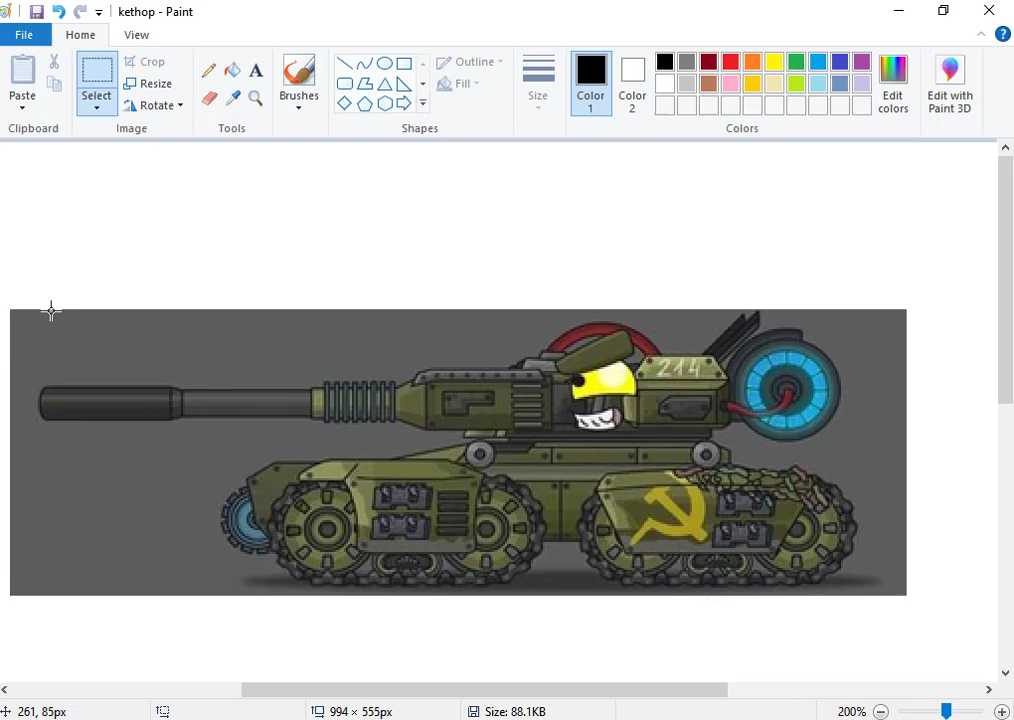 kethop - Paint
File Home View
Paste Select Crop Resize Rotate Brushes Outline Fill Size Color 1 Color 2 Edit colors Edit with Paint 3D
Clipboard Image Tools Shapes Colors
A
?
214
261, 85px 994 × 555px Size: 88.1KB 200%